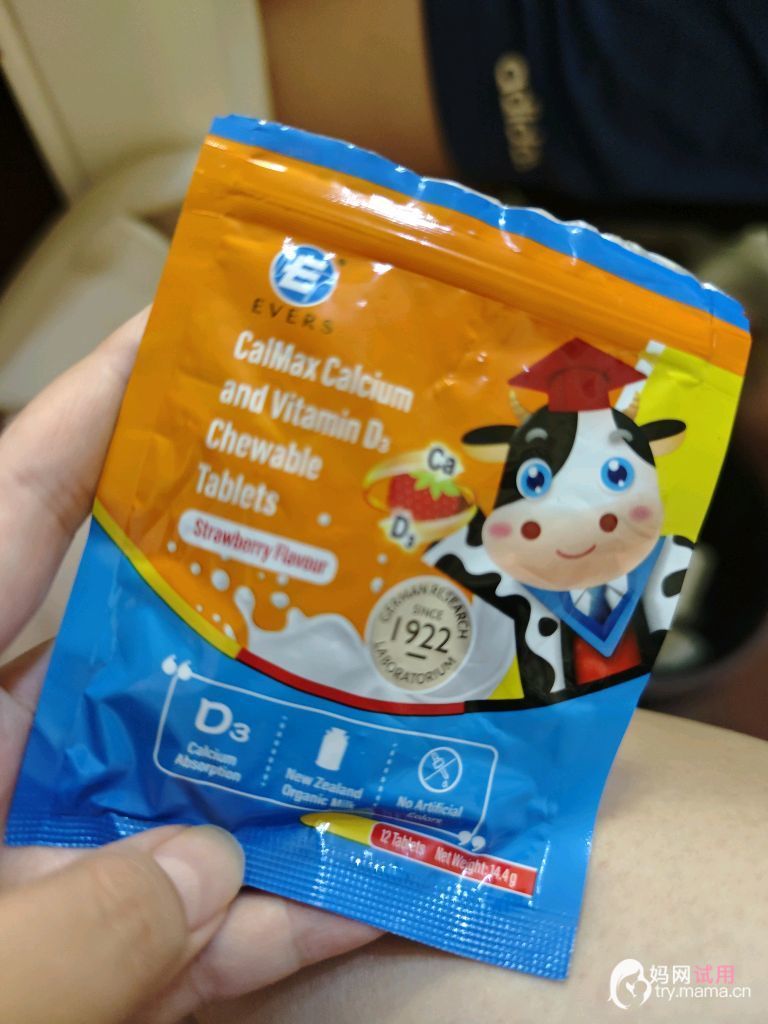 adidas
E
EVERS
CalMax Calcium
and Vitamin D₃
Chewable
Tablets
Strawberry Flavour
Ca
D₃
GERMAN RESEARCH
SINCE
1922
LABORATORIUM
D₃
Calcium
Absorption
New Zealand
Organic Milk
No Artificial
Colors
12 Tablets Net Weight: 14.4g
妈网试用
try.mama.cn